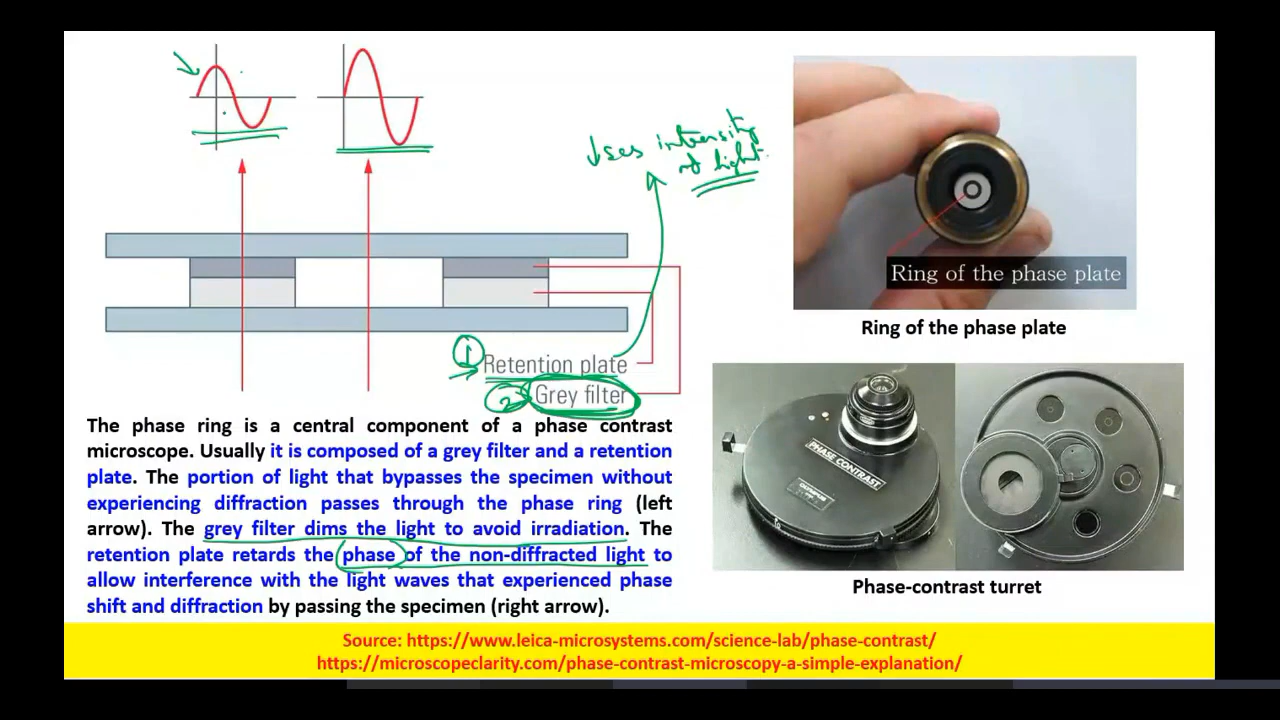 ↓ses intensity
of light.
Ring of the phase plate
Ring of the phase plate
1 Retention plate
2 Grey filter
PHASE CONTRAST
OLYMPUS
Phase-contrast turret
The phase ring is a central component of a phase contrast
microscope. Usually it is composed of a grey filter and a retention
plate. The portion of light that bypasses the specimen without
experiencing diffraction passes through the phase ring (left
arrow). The grey filter dims the light to avoid irradiation. The
retention plate retards the phase of the non-diffracted light to
allow interference with the light waves that experienced phase
shift and diffraction by passing the specimen (right arrow).
Source: https://www.leica-microsystems.com/science-lab/phase-contrast/
https://microscopeclarity.com/phase-contrast-microscopy-a-simple-explanation/